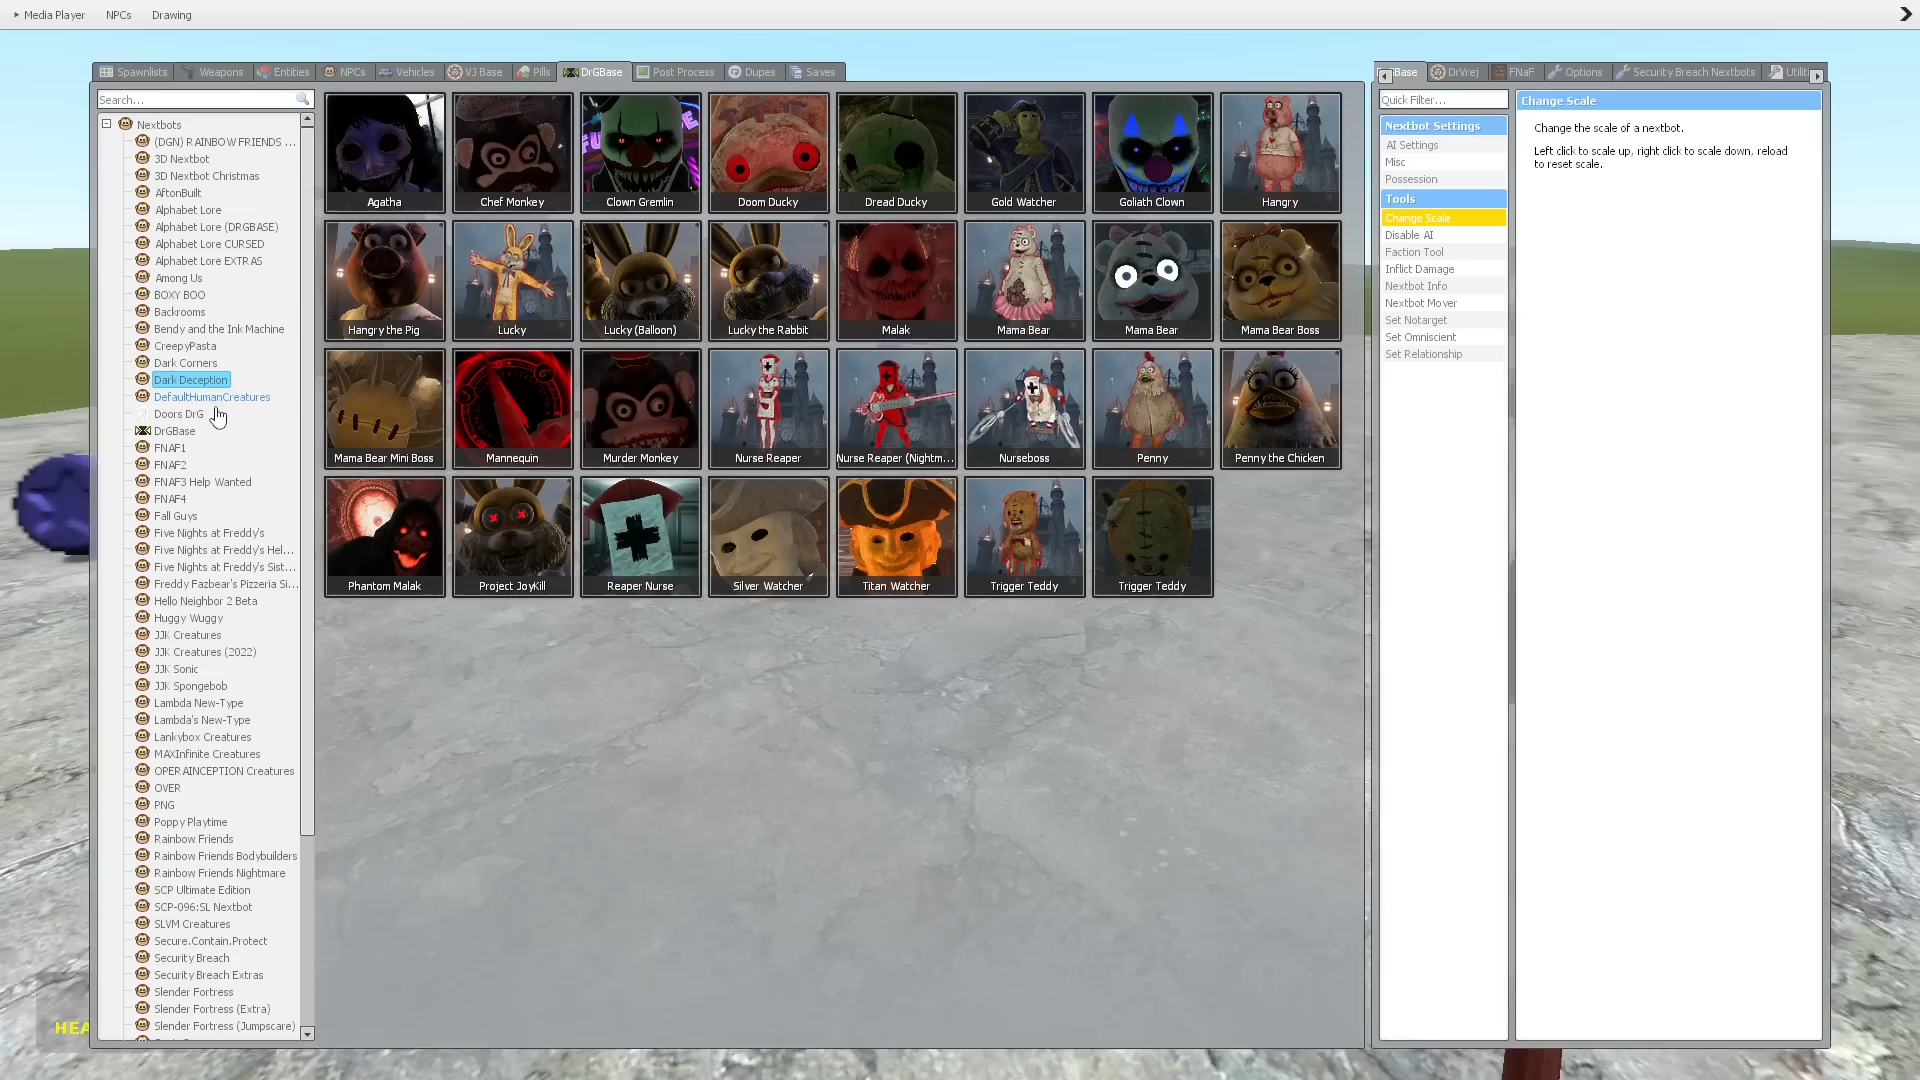 Media Player NPCs Drawing
Spawnlists Weapons Entities NPCs Vehicles VJ Base Pills DrGBase Post Process Dupes Saves
Base DrVrej FNaF Options Security Breach Nextbots Utilit
Search...
Nextbots
(DGN) RAINBOW FRIENDS ...
3D Nextbot
3D Nextbot Christmas
AftonBuilt
Alphabet Lore
Alphabet Lore (DRGBASE)
Alphabet Lore CURSED
Alphabet Lore EXTRAS
Among Us
BOXY BOO
Backrooms
Bendy and the Ink Machine
CreepyPasta
Dark Corners
Dark Deception
DefaultHumanCreatures
Doors DrG
DrGBase
FNAF1
FNAF2
FNAF3 Help Wanted
FNAF4
Fall Guys
Five Nights at Freddy's
Five Nights at Freddy's Hel...
Five Nights at Freddy's Sist...
Freddy Fazbear's Pizzeria Si...
Hello Neighbor 2 Beta
Huggy Wuggy
JJK Creatures
JJK Creatures (2022)
JJK Sonic
JJK Spongebob
Lambda New-Type
Lambda's New-Type
Lankybox Creatures
MAXInfinite Creatures
OPERAINCEPTION Creatures
OVER
PNG
Poppy Playtime
Rainbow Friends
Rainbow Friends Bodybuilders
Rainbow Friends Nightmare
SCP Ultimate Edition
SCP-096:SL Nextbot
SLVM Creatures
Secure.Contain.Protect
Security Breach
Security Breach Extras
Slender Fortress
Slender Fortress (Extra)
Slender Fortress (Jumpscare)
HEA
Agatha Chef Monkey Clown Gremlin Doom Ducky Dread Ducky Gold Watcher Goliath Clown Hangry
Hangry the Pig Lucky Lucky (Balloon) Lucky the Rabbit Malak Mama Bear Mama Bear Mama Bear Boss
Mama Bear Mini Boss Mannequin Murder Monkey Nurse Reaper Nurse Reaper (Nightm... Nurseboss Penny Penny the Chicken
Phantom Malak Project JoyKill Reaper Nurse Silver Watcher Titan Watcher Trigger Teddy Trigger Teddy
Quick Filter...
Nextbot Settings
AI Settings
Misc
Possession
Tools
Change Scale
Disable AI
Faction Tool
Inflict Damage
Nextbot Info
Nextbot Mover
Set Notarget
Set Omniscient
Set Relationship
Change Scale
Change the scale of a nextbot.
Left click to scale up, right click to scale down, reload
to reset scale.